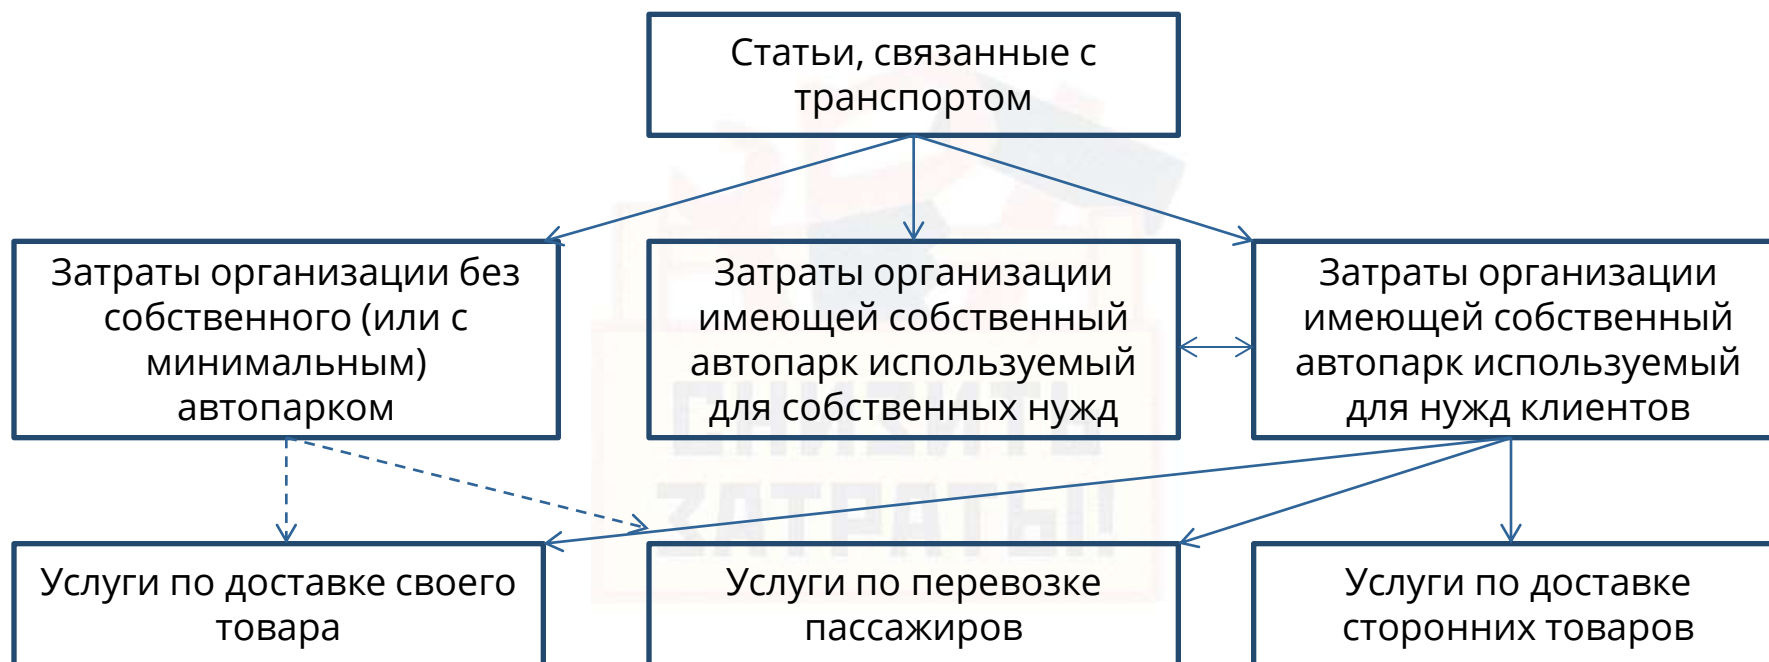 Статьи, связанные с
транспортом
Затраты организации без
собственного (или с
минимальным)
автопарком
Затраты организации
имеющей собственный
автопарк используемый
для собственных нужд
Затраты организации
имеющей собственный
автопарк используемый
для нужд клиентов
СНИЗИТЬ
ЗАТРАТЫ!
Услуги по доставке своего
товара
Услуги по перевозке
пассажиров
Услуги по доставке
сторонних товаров